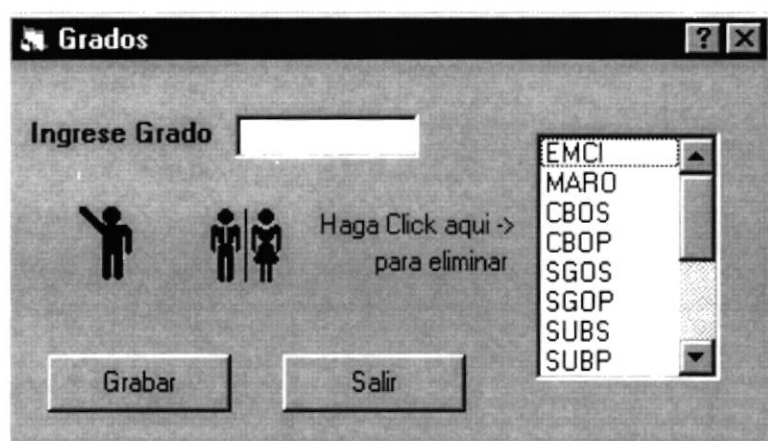 Grados
Ingrese Grado
EMCI
MARO
CBOS
CBOP
SGOS
SGOP
SUBS
SUBP
Haga Click aqui ->
para eliminar
Grabar
Salir